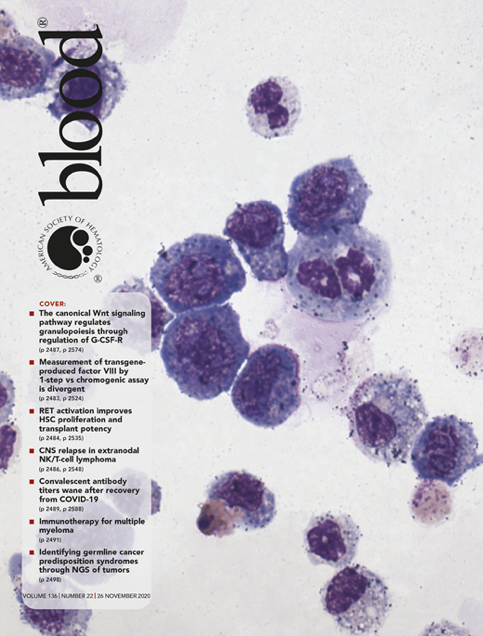 blood®
AMERICAN SOCIETY OF HEMATOLOGY
®
COVER:
■ The canonical Wnt signaling
pathway regulates
granulopoiesis through
regulation of G-CSF-R
(p 2487, p 2574)
■ Measurement of transgene-
produced factor VIII by
1-step vs chromogenic assay
is divergent
(p 2483, p 2524)
■ RET activation improves
HSC proliferation and
transplant potency
(p 2484, p 2535)
■ CNS relapse in extranodal
NK/T-cell lymphoma
(p 2486, p 2548)
■ Convalescent antibody
titers wane after recovery
from COVID-19
(p 2489, p 2588)
■ Immunotherapy for multiple
myeloma
(p 2491)
■ Identifying germline cancer
predisposition syndromes
through NGS of tumors
(p 2498)
VOLUME 136 | NUMBER 22 | 26 NOVEMBER 2020